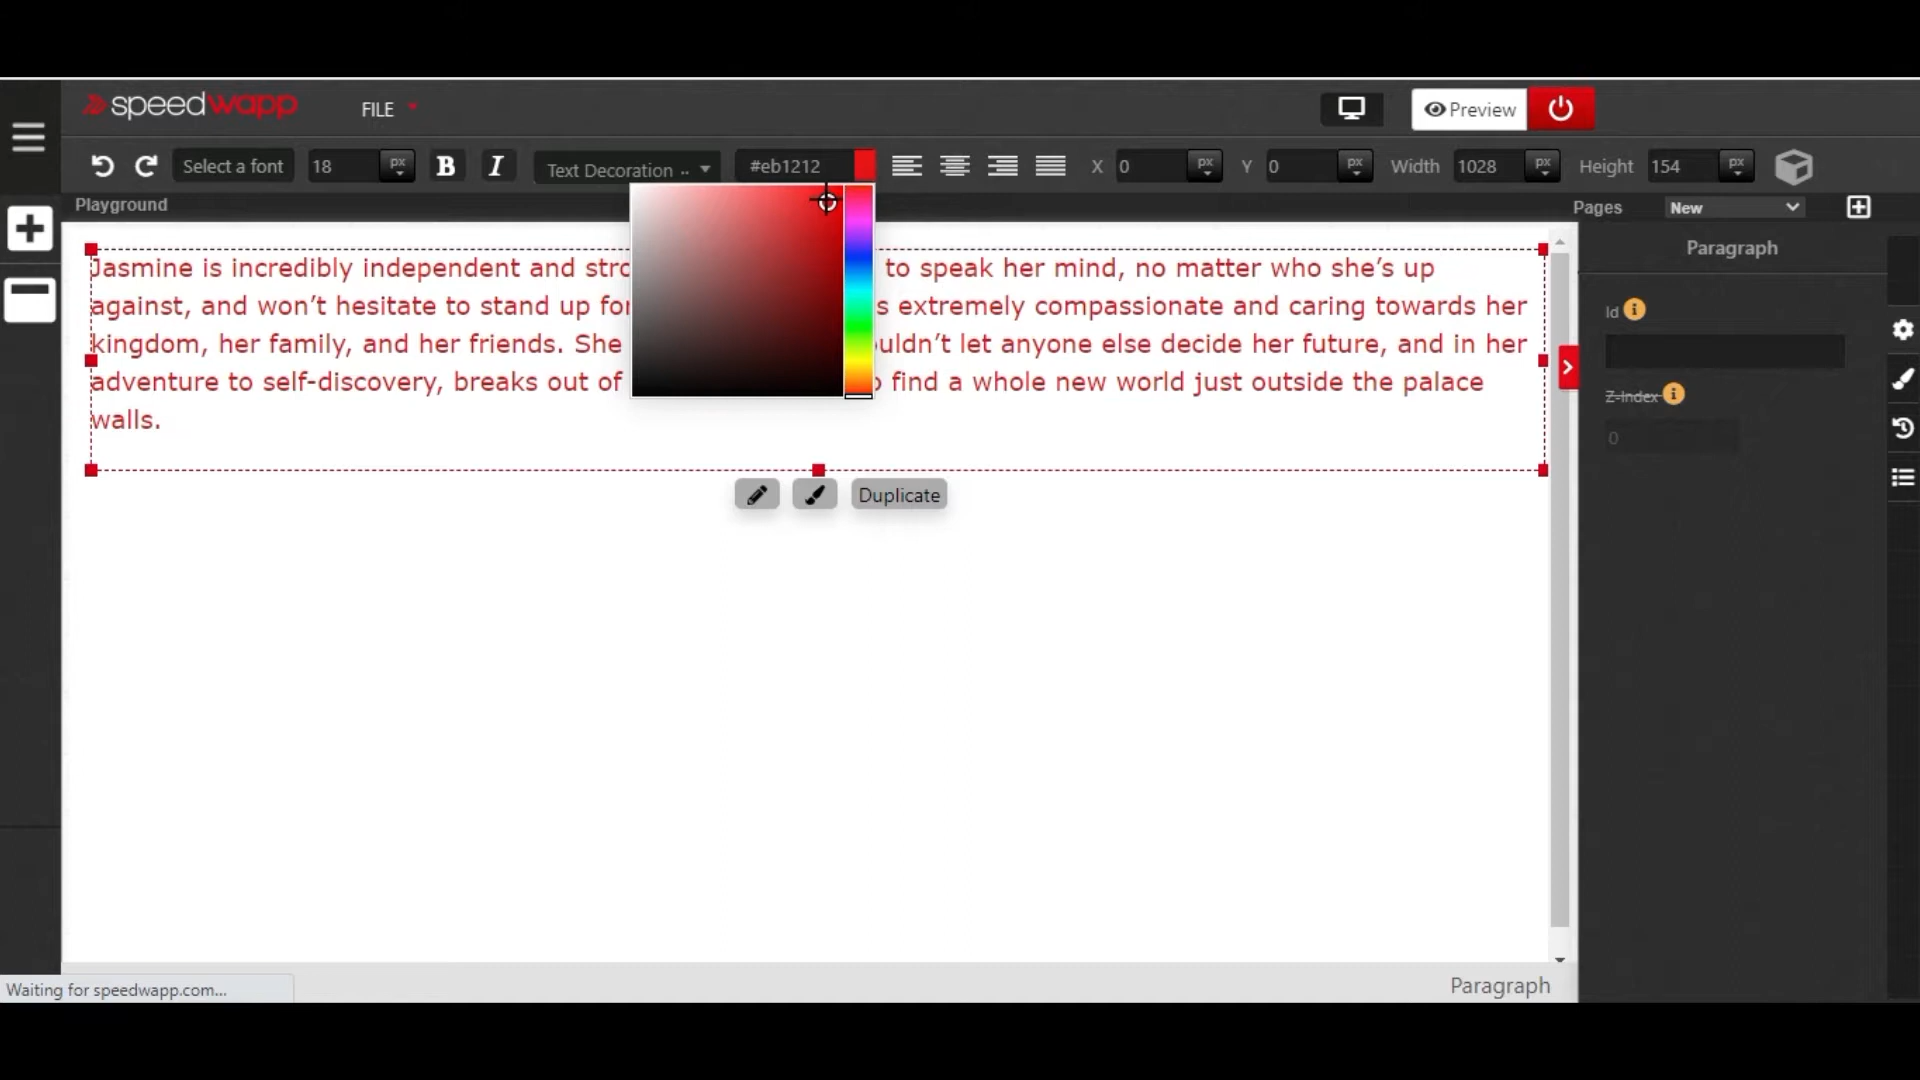 speedwapp FILE Preview
Select a font 18 px B I Text Decoration .. #eb1212 X 0 px Y 0 px Width 1028 px Height 154 px
Playground Pages New
Paragraph
Jasmine is incredibly independent and to speak her mind, no matter who she’s up
against, and won’t hesitate to stand up extremely compassionate and caring towards her
kingdom, her family, and her friends. She let anyone else decide her future, and in her
adventure to self-discovery, breaks out of find a whole new world just outside the palace
walls.
Id
Z-Index
0
Duplicate
Paragraph
Waiting for speedwapp.com...